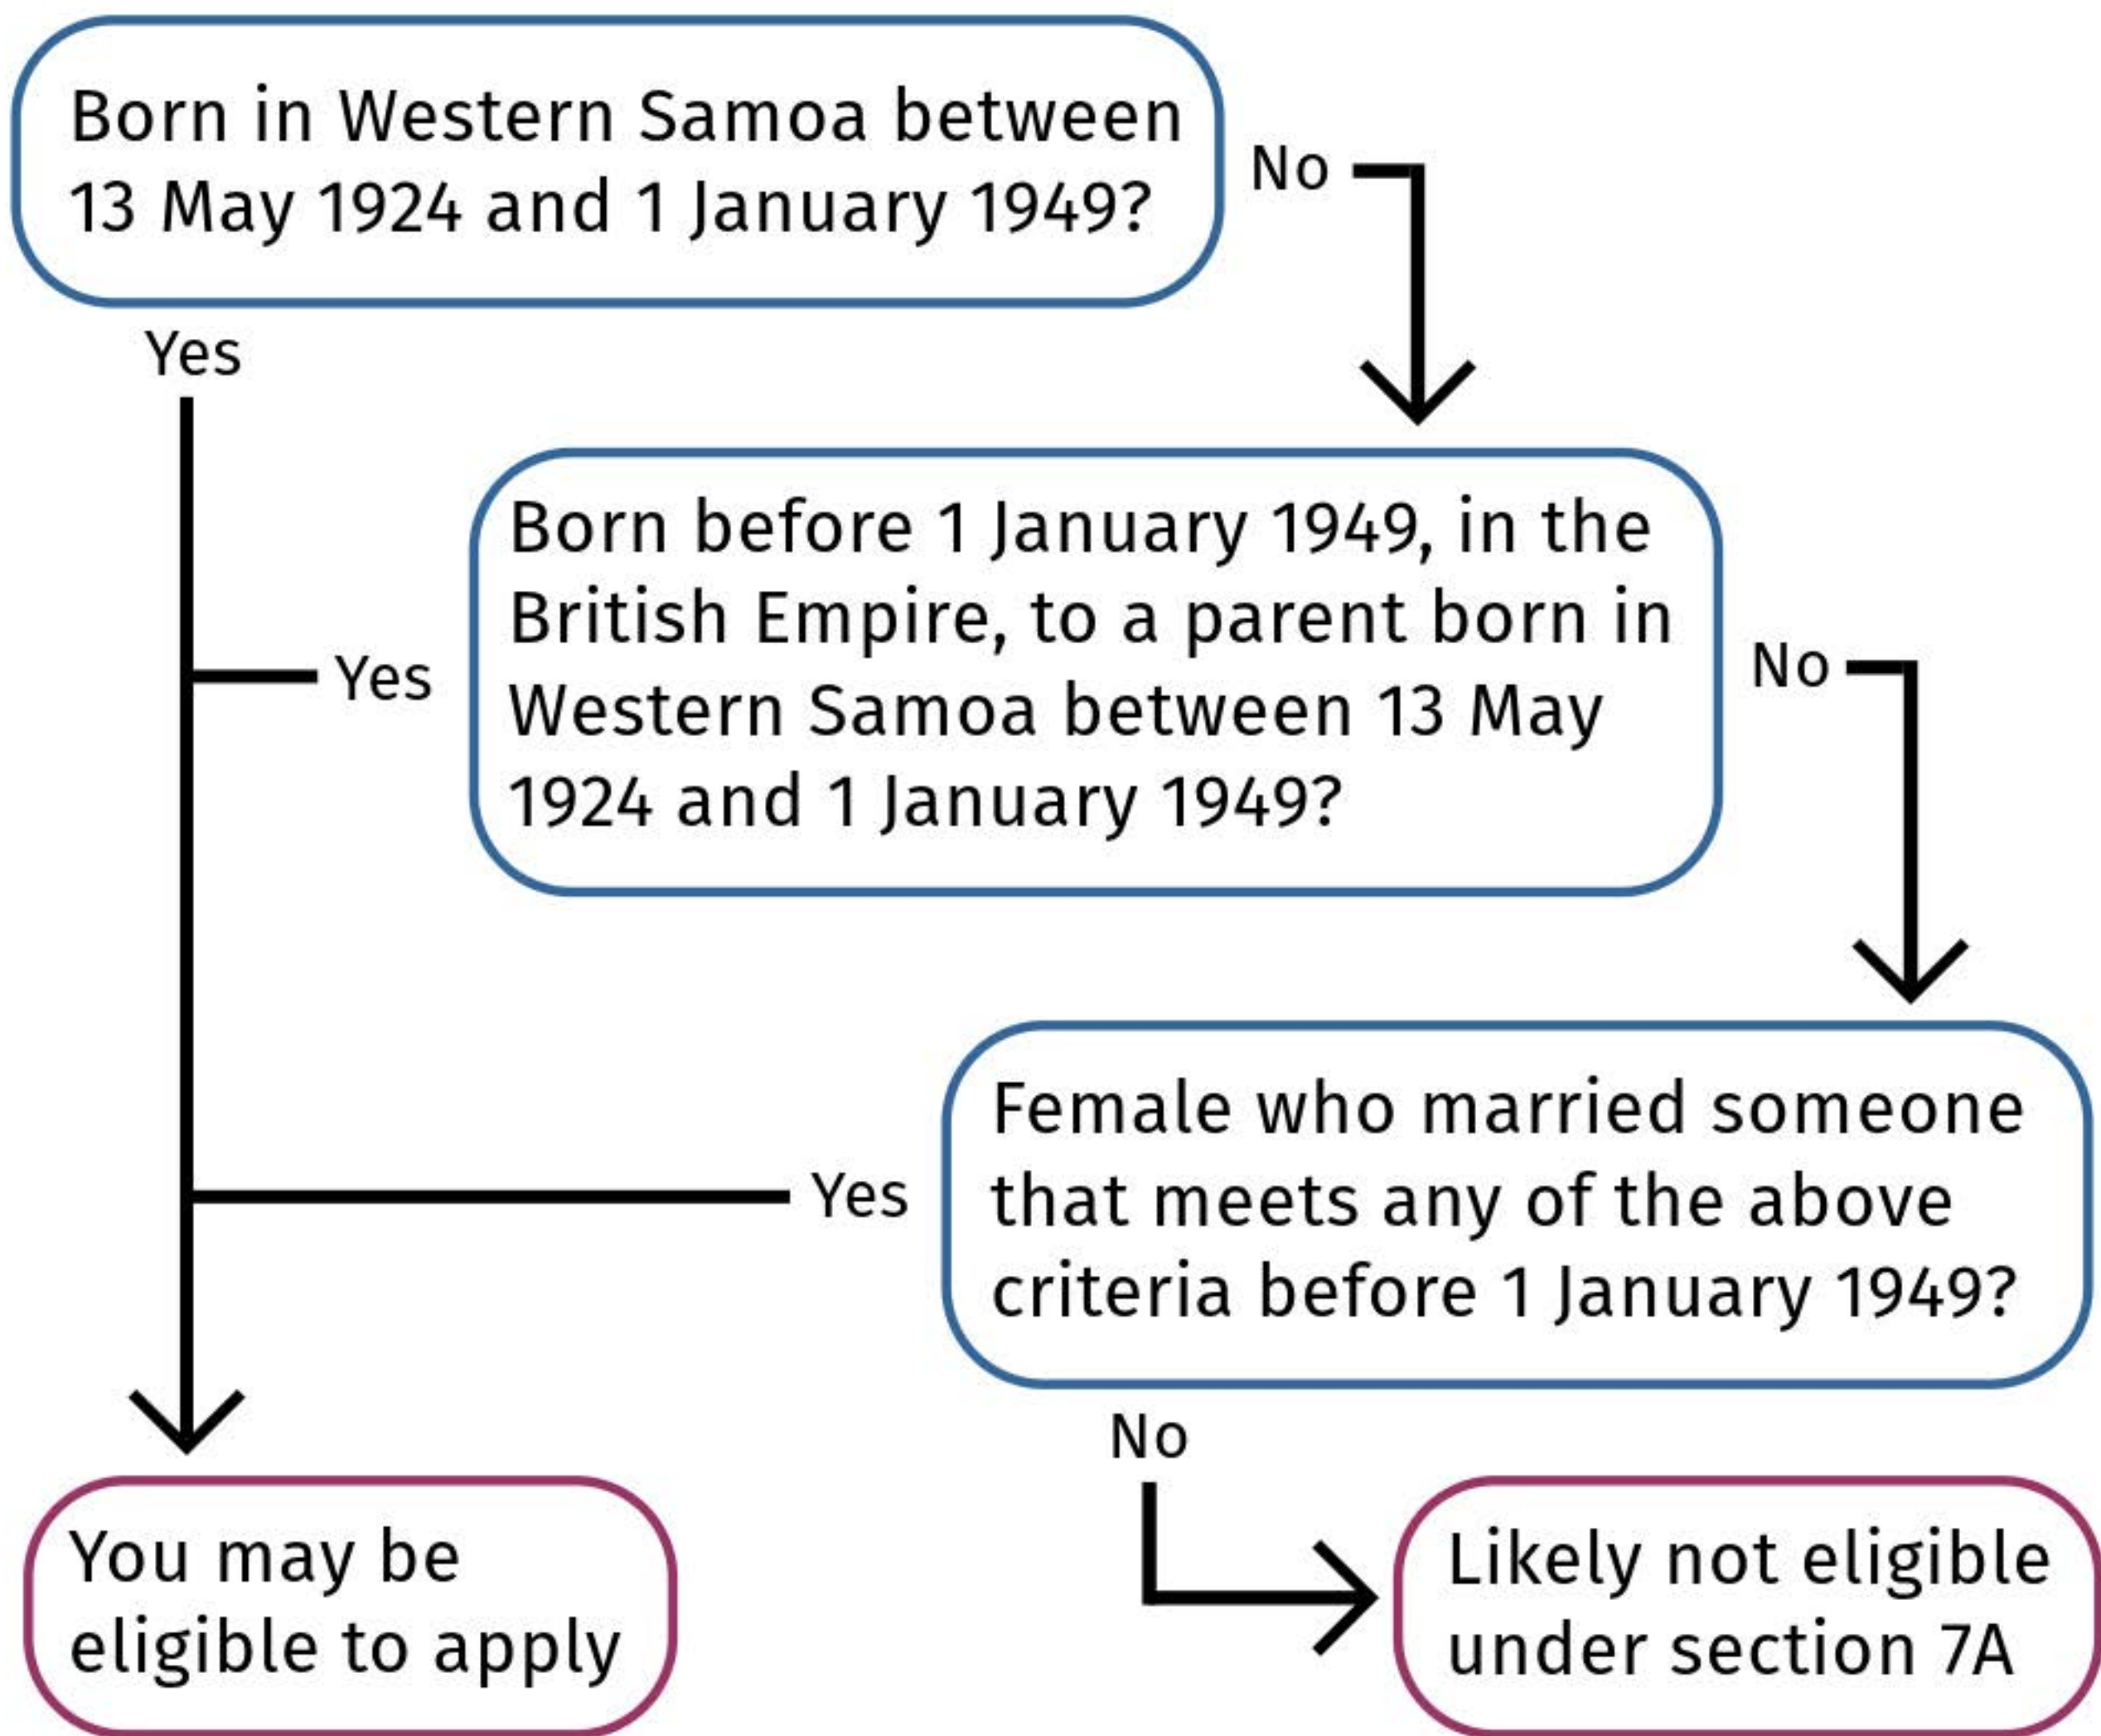 Born in Western Samoa between
13 May 1924 and 1 January 1949?
No
Yes
Born before 1 January 1949, in the
British Empire, to a parent born in
Western Samoa between 13 May
1924 and 1 January 1949?
Yes
No
Female who married someone
that meets any of the above
criteria before 1 January 1949?
Yes
No
You may be
eligible to apply
Likely not eligible
under section 7A